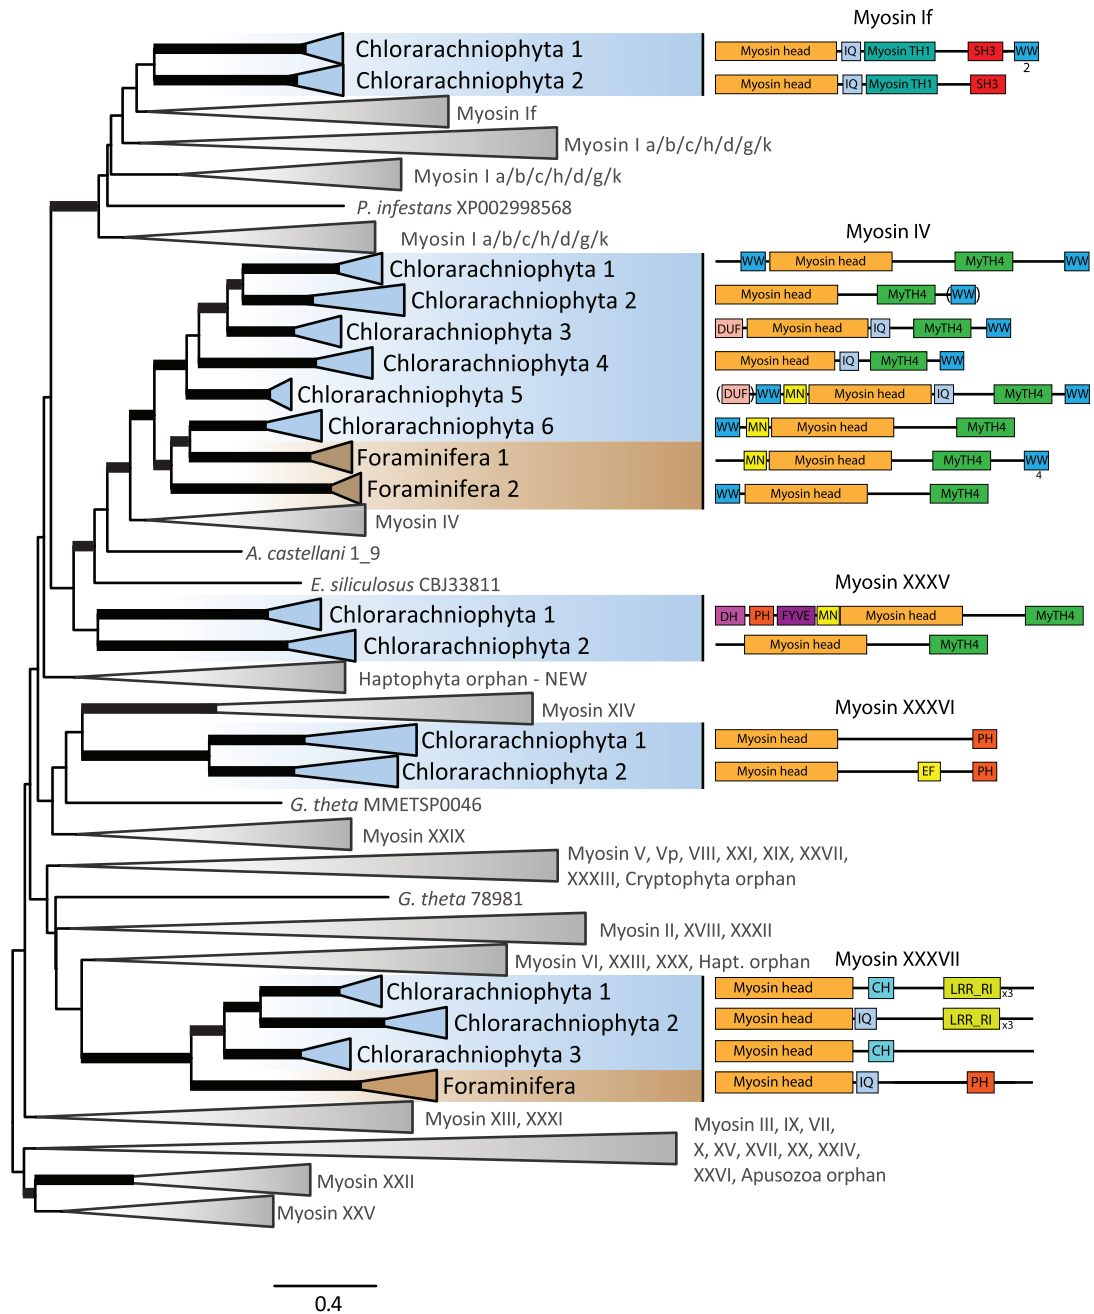 Myosin If
Chlorarachniophyta 1
Myosin head IQ Myosin TH1 SH3 WW
2
Chlorarachniophyta 2
Myosin head IQ Myosin TH1 SH3
Myosin If
Myosin I a/b/c/h/d/g/k
Myosin I a/b/c/h/d/g/k
P. infestans XP002998568
Myosin I a/b/c/h/d/g/k
Myosin IV
Chlorarachniophyta 1
WW Myosin head MyTH4 WW
Chlorarachniophyta 2
Myosin head MyTH4 (WW)
Chlorarachniophyta 3
DUF Myosin head IQ MyTH4 WW
Chlorarachniophyta 4
Myosin head IQ MyTH4 WW
Chlorarachniophyta 5
(DUF) WW MN Myosin head IQ MyTH4 WW
Chlorarachniophyta 6
WW MN Myosin head MyTH4
Foraminifera 1
MN Myosin head MyTH4 WW
4
Foraminifera 2
WW Myosin head MyTH4
Myosin IV
A. castellani 1_9
E. siliculosus CBJ33811
Myosin XXXV
Chlorarachniophyta 1
DH PH FYVE MN Myosin head MyTH4
Chlorarachniophyta 2
Myosin head MyTH4
Haptophyta orphan - NEW
Myosin XIV
Myosin XXXVI
Chlorarachniophyta 1
Myosin head PH
Chlorarachniophyta 2
Myosin head EF PH
G. theta MMETSP0046
Myosin XXIX
Myosin V, Vp, VIII, XXI, XIX, XXVII,
XXXIII, Cryptophyta orphan
G. theta 78981
Myosin II, XVIII, XXXII
Myosin VI, XXIII, XXX, Hapt. orphan
Myosin XXXVII
Chlorarachniophyta 1
Myosin head CH LRR_RI x3
Chlorarachniophyta 2
Myosin head IQ LRR_RI x3
Chlorarachniophyta 3
Myosin head CH
Foraminifera
Myosin head IQ PH
Myosin XIII, XXXI
Myosin III, IX, VII,
X, XV, XVII, XX, XXIV,
XXVI, Apusozoa orphan
Myosin XXII
Myosin XXV
0.4